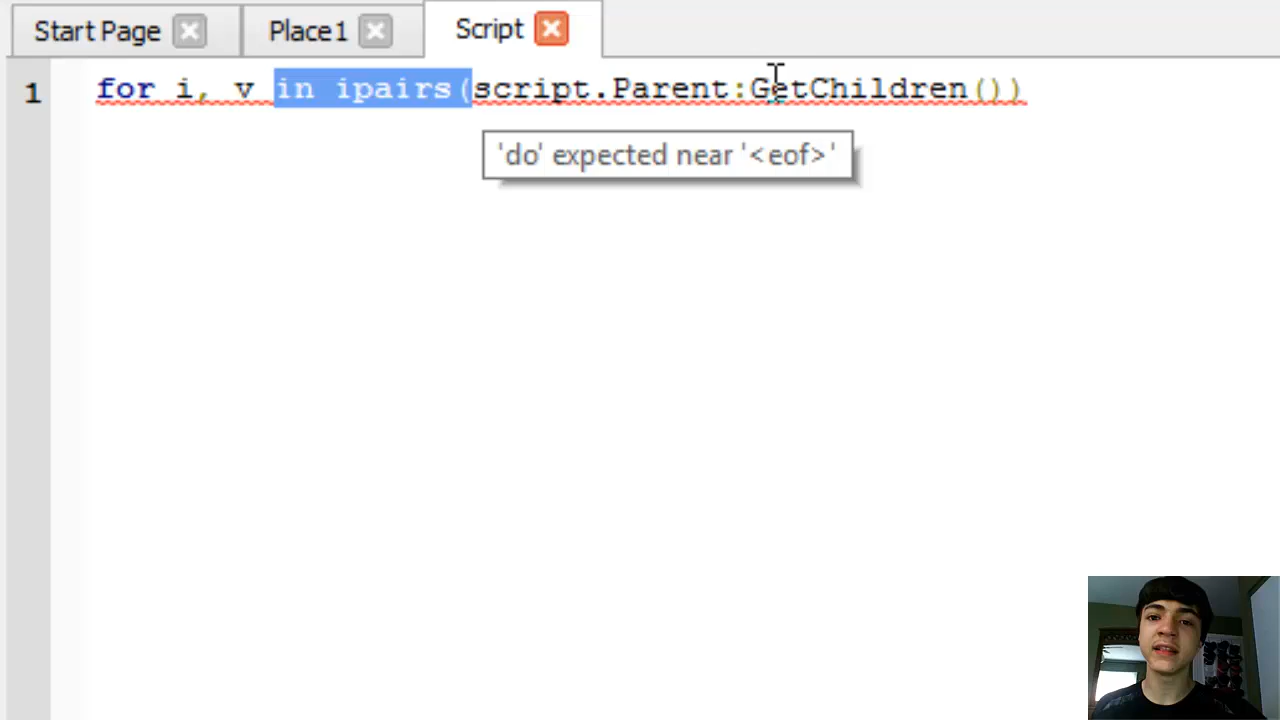 Start Page Place1 Script
1 for i, v in ipairs(script.Parent:GetChildren())
'do' expected near '<eof>'